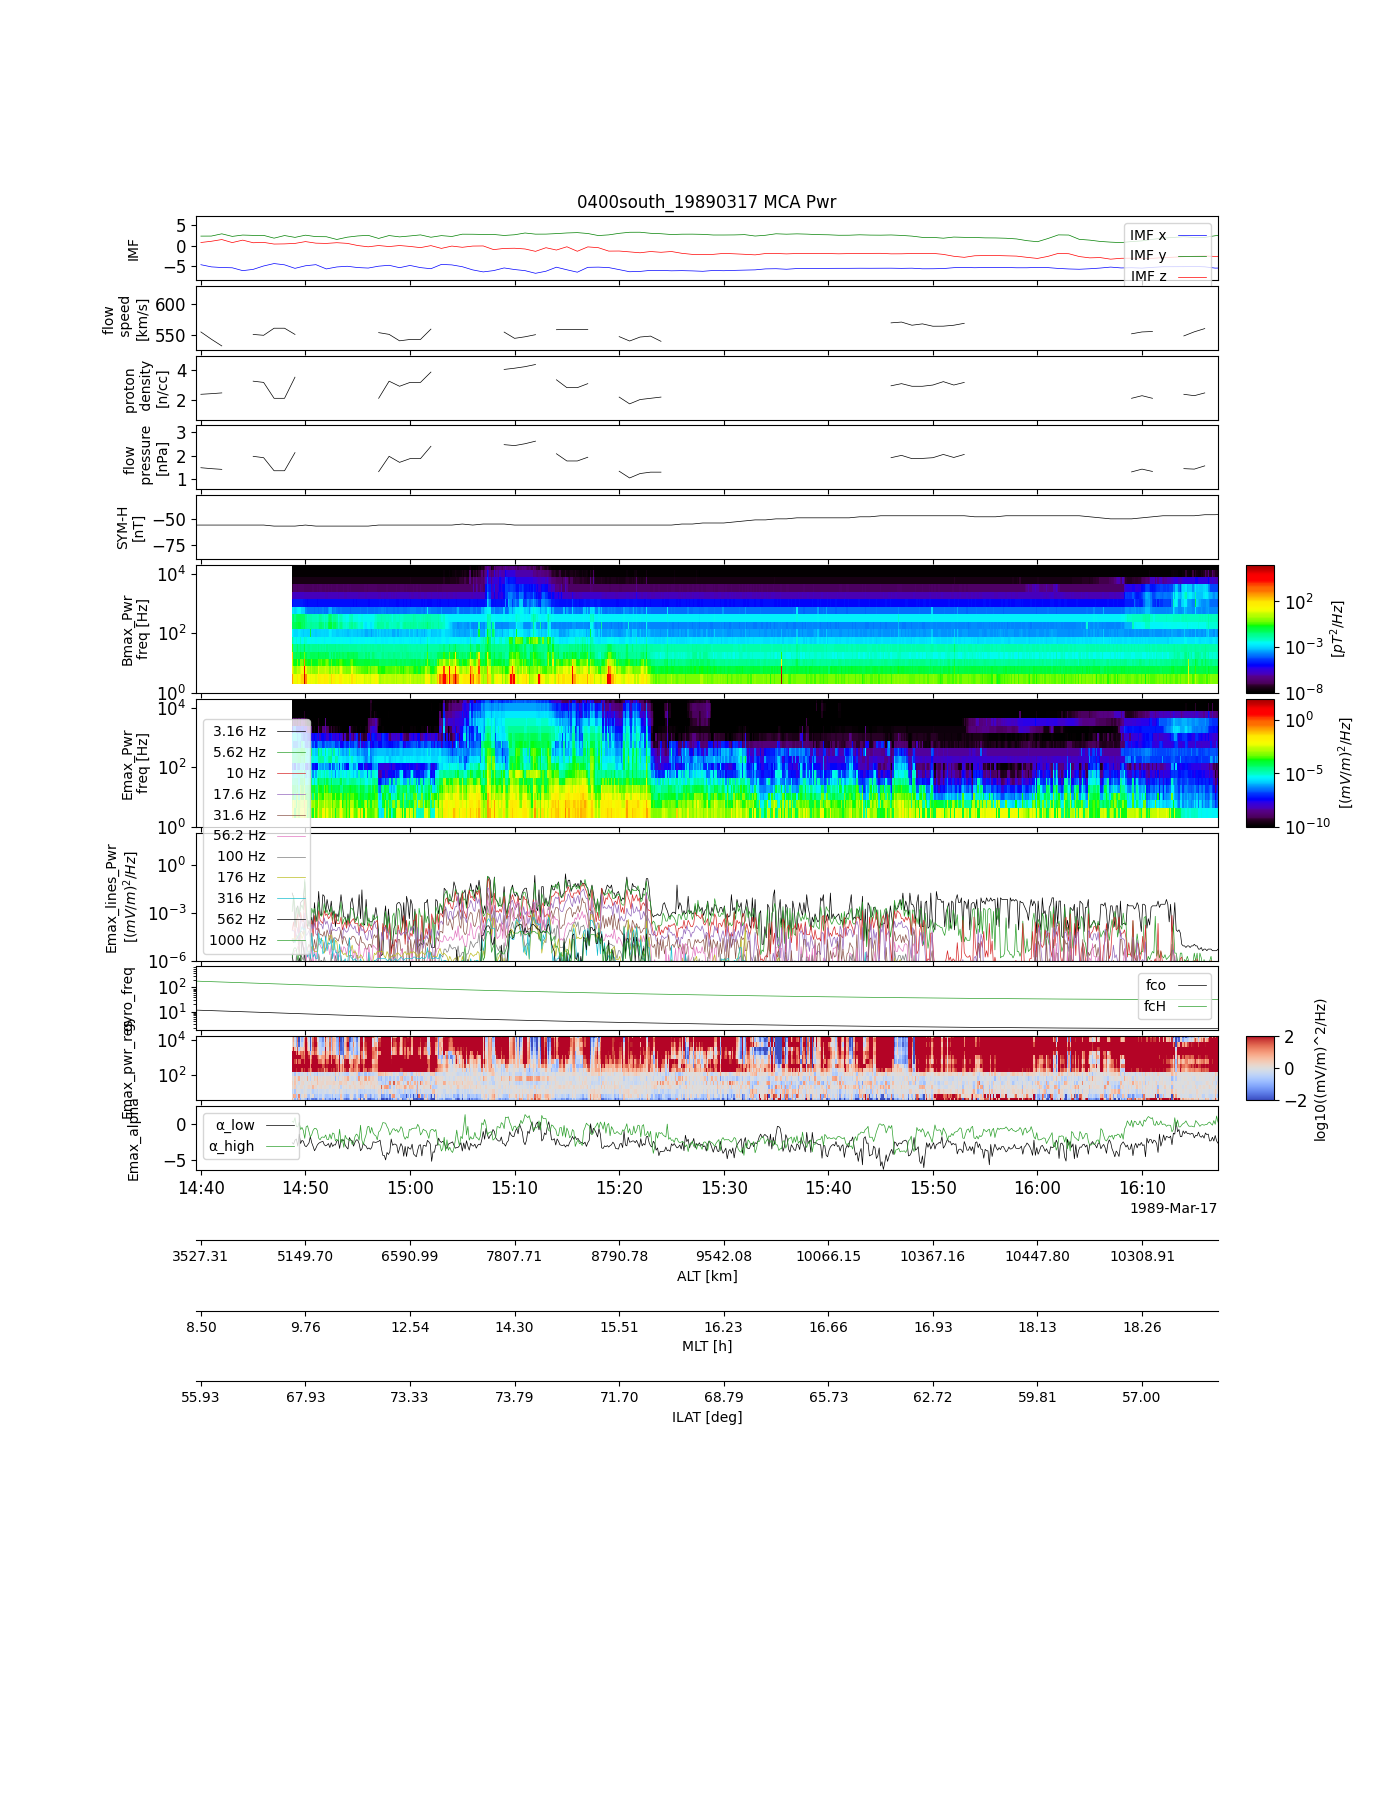 0400south_19890317 MCA Pwr
5
0
−5
IMF
IMF x
IMF y
IMF z
600
550
flow
speed
[km/s]
4
2
proton
density
[n/cc]
3
2
1
flow
pressure
[nPa]
−50
−75
SYM-H
[nT]
10^4
10^2
10^0
Bmax_Pwr
freq [Hz]
10^2
10^−3
10^−8
[pT^2/Hz]
10^4
10^2
10^0
Emax_Pwr
freq [Hz]
10^0
10^−5
10^−10
[(mV/m)^2/Hz]
3.16 Hz
5.62 Hz
10 Hz
17.6 Hz
31.6 Hz
56.2 Hz
100 Hz
176 Hz
316 Hz
562 Hz
1000 Hz
10^0
10^−3
10^−6
Emax_lines_Pwr
[(mV/m)^2/Hz]
10^2
10^1
gyro_freq
fco
fcH
10^4
10^2
Emax_pwr_reg
2
0
−2
log10((mV/m)^2/Hz)
0
−5
Emax_alpha
α_low
α_high
14:40 14:50 15:00 15:10 15:20 15:30 15:40 15:50 16:00 16:10
1989-Mar-17
3527.31 5149.70 6590.99 7807.71 8790.78 9542.08 10066.15 10367.16 10447.80 10308.91
ALT [km]
8.50 9.76 12.54 14.30 15.51 16.23 16.66 16.93 18.13 18.26
MLT [h]
55.93 67.93 73.33 73.79 71.70 68.79 65.73 62.72 59.81 57.00
ILAT [deg]